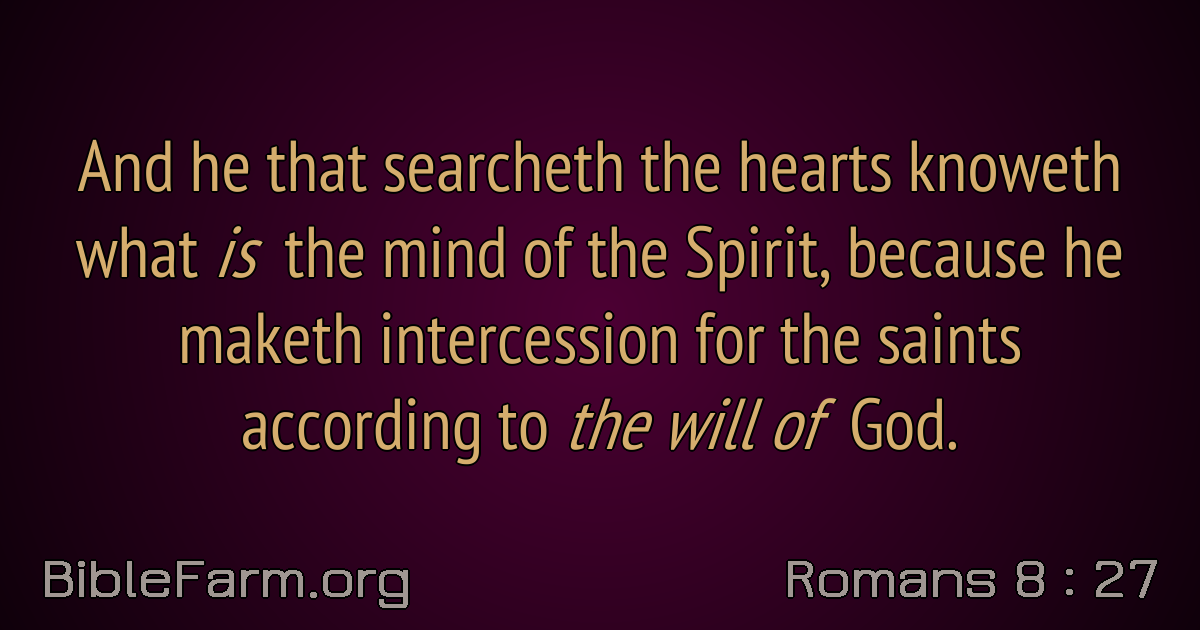 And he that searcheth the hearts knoweth
what is the mind of the Spirit, because he
maketh intercession for the saints
according to the will of God.
BibleFarm.org
Romans 8 : 27